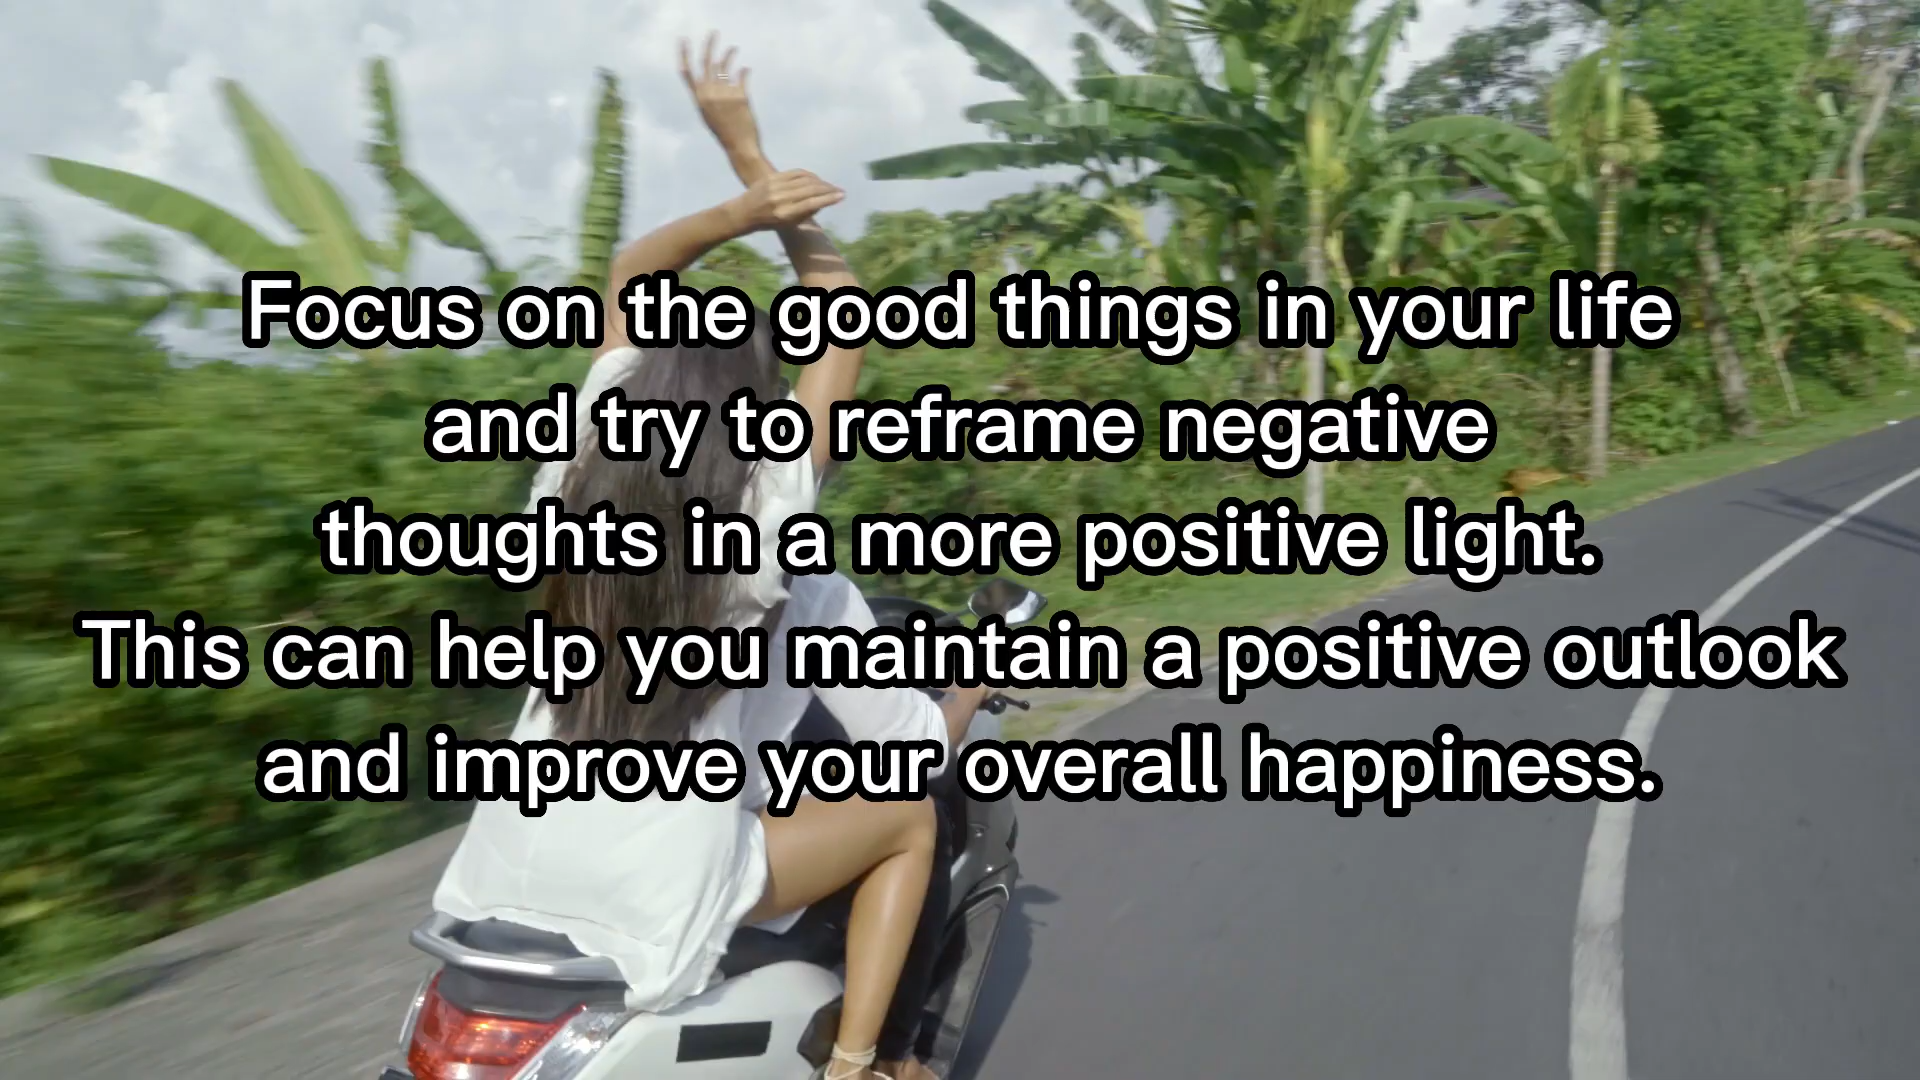 Focus on the good things in your life
and try to reframe negative
thoughts in a more positive light.
This can help you maintain a positive outlook
and improve your overall happiness.